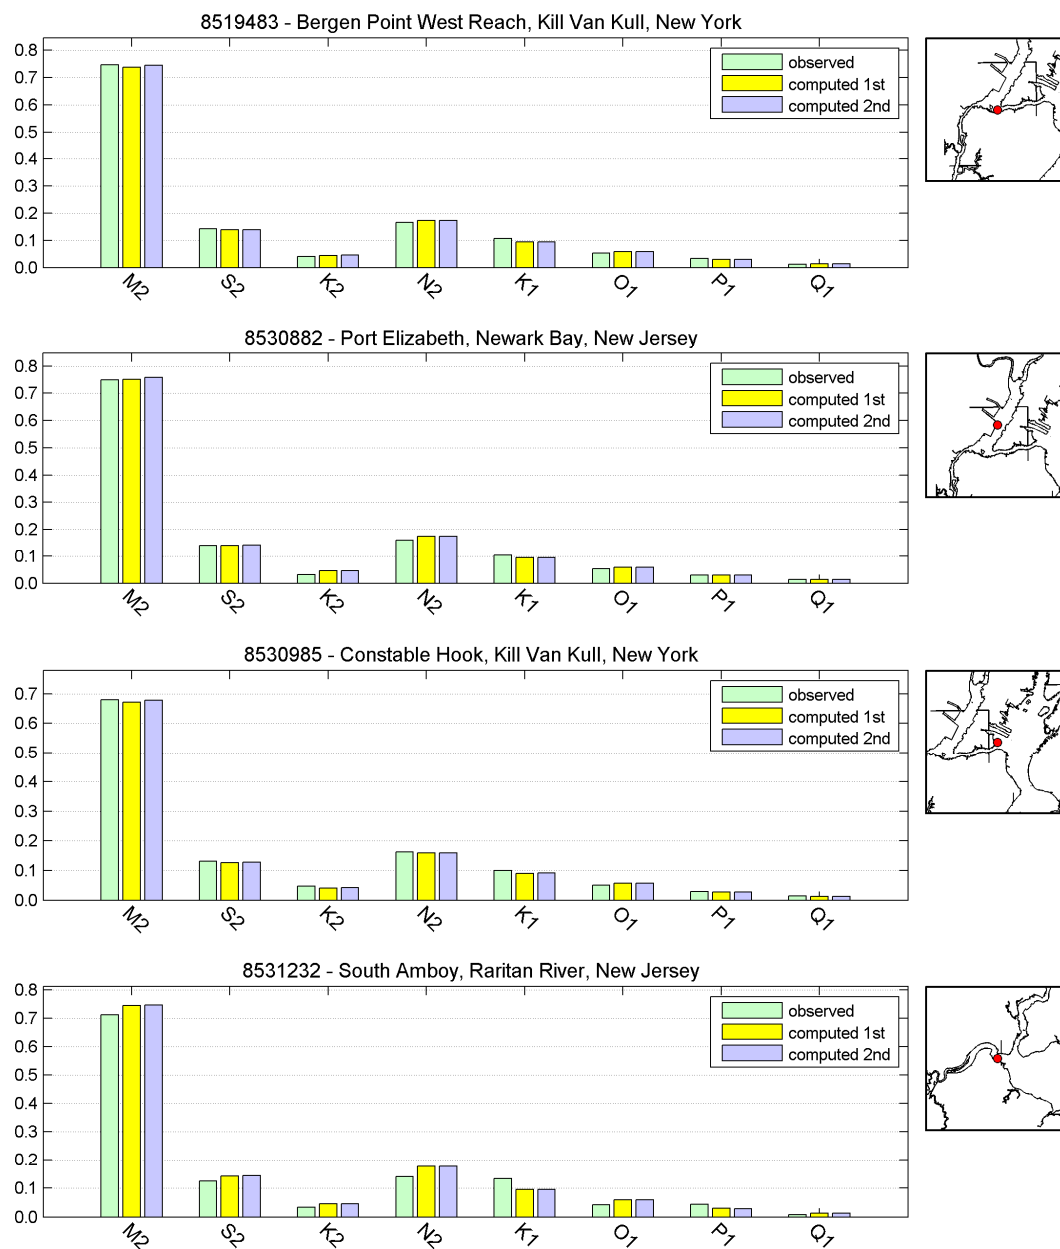 8519483 - Bergen Point West Reach, Kill Van Kull, New York
0.8
0.7
0.6
0.5
0.4
0.3
0.2
0.1
0.0
observed
computed 1st
computed 2nd
M2 S2 K2 N2 K1 O1 P1 Q1
8530882 - Port Elizabeth, Newark Bay, New Jersey
0.8
0.7
0.6
0.5
0.4
0.3
0.2
0.1
0.0
observed
computed 1st
computed 2nd
M2 S2 K2 N2 K1 O1 P1 Q1
8530985 - Constable Hook, Kill Van Kull, New York
0.7
0.6
0.5
0.4
0.3
0.2
0.1
0.0
observed
computed 1st
computed 2nd
M2 S2 K2 N2 K1 O1 P1 Q1
8531232 - South Amboy, Raritan River, New Jersey
0.8
0.7
0.6
0.5
0.4
0.3
0.2
0.1
0.0
observed
computed 1st
computed 2nd
M2 S2 K2 N2 K1 O1 P1 Q1